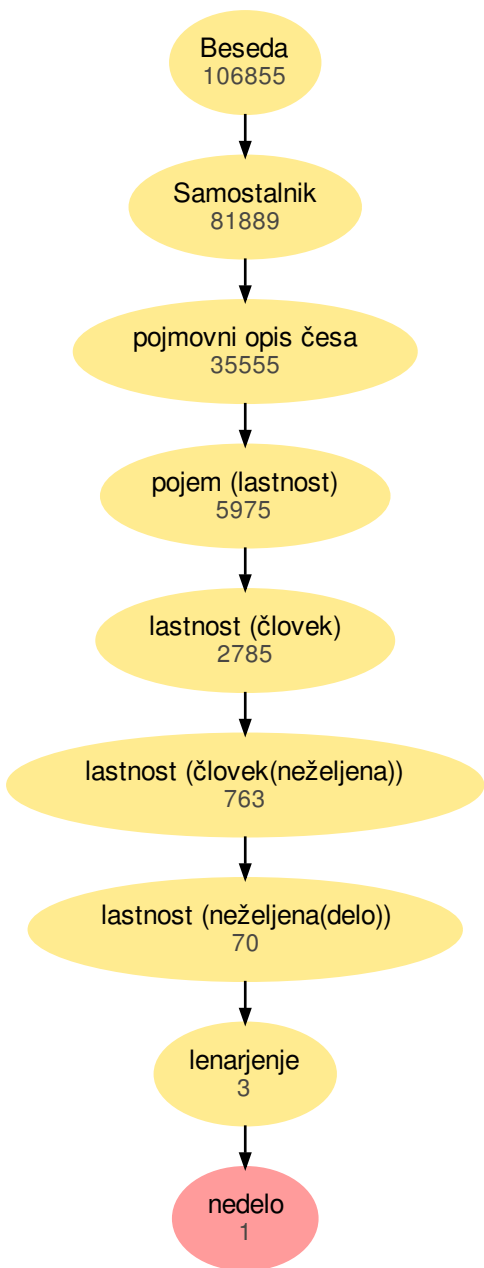 Beseda
106855
Samostalnik
81889
pojmovni opis česa
35555
pojem (lastnost)
5975
lastnost (človek)
2785
lastnost (človek(neželjena))
763
lastnost (neželjena(delo))
70
lenarjenje
3
nedelo
1